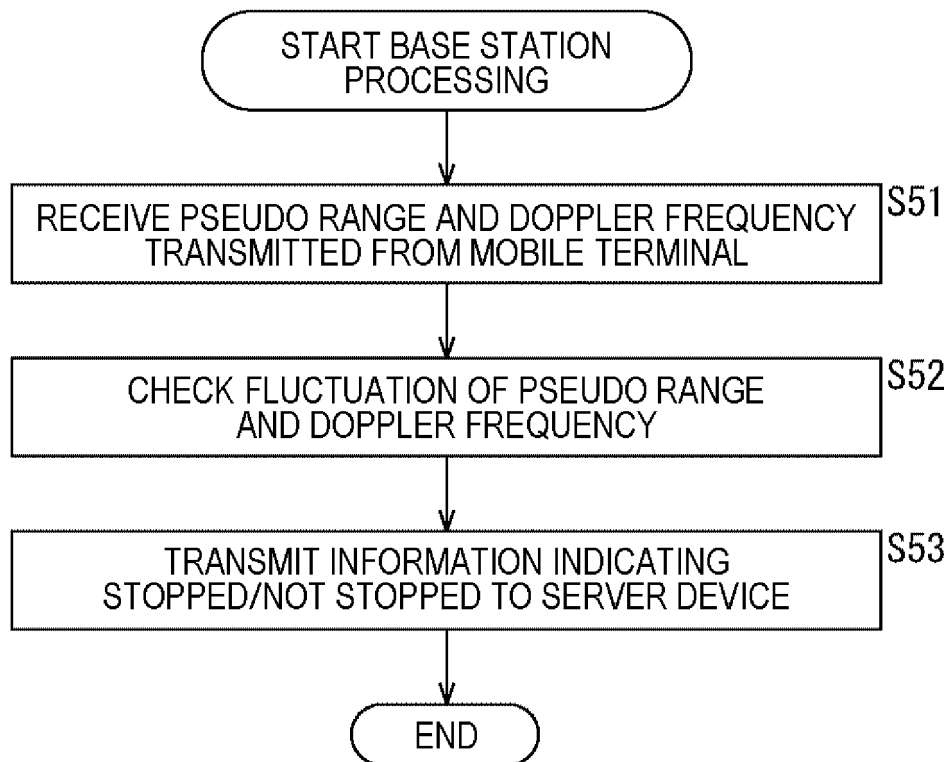 START BASE STATION
PROCESSING
RECEIVE PSEUDO RANGE AND DOPPLER FREQUENCY
TRANSMITTED FROM MOBILE TERMINAL
S51
CHECK FLUCTUATION OF PSEUDO RANGE
AND DOPPLER FREQUENCY
S52
TRANSMIT INFORMATION INDICATING
STOPPED/NOT STOPPED TO SERVER DEVICE
S53
END